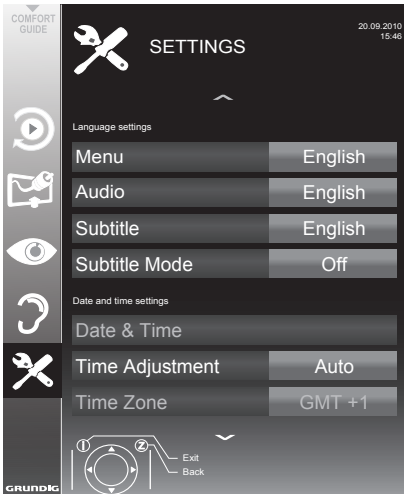 COMFORT
GUIDE
SETTINGS
20.09.2010
15:46
Language settings
Menu English
Audio English
Subtitle English
Subtitle Mode Off
Date and time settings
Date & Time
Time Adjustment Auto
Time Zone GMT +1
Z
Exit
Back
GRUNDIG